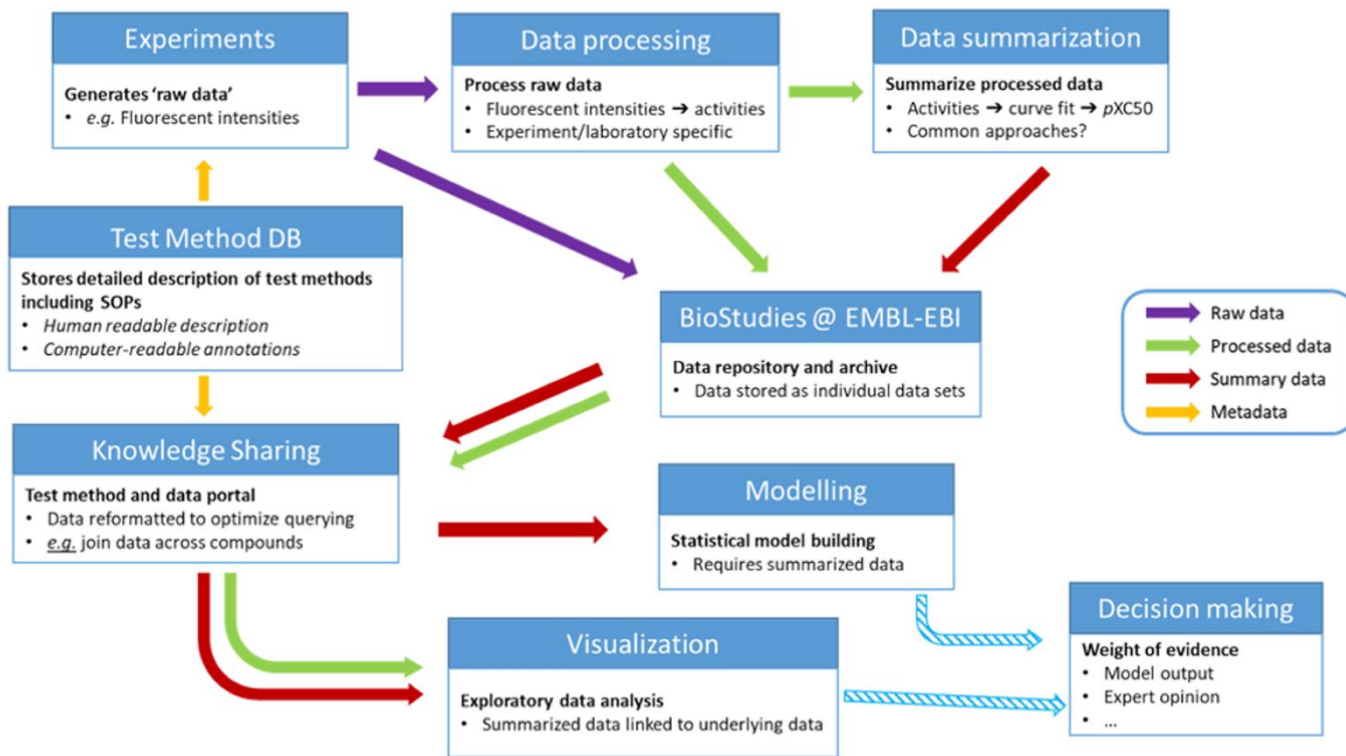 Experiments
Generates 'raw data'
• e.g. Fluorescent intensities
Data processing
Process raw data
• Fluorescent intensities ➔ activities
• Experiment/laboratory specific
Data summarization
Summarize processed data
• Activities ➔ curve fit ➔ pXC50
• Common approaches?
Test Method DB
Stores detailed description of test methods
including SOPs
• Human readable description
• Computer-readable annotations
BioStudies @ EMBL-EBI
Data repository and archive
• Data stored as individual data sets
Raw data
Processed data
Summary data
Metadata
Knowledge Sharing
Test method and data portal
• Data reformatted to optimize querying
• e.g. join data across compounds
Modelling
Statistical model building
• Requires summarized data
Visualization
Exploratory data analysis
• Summarized data linked to underlying data
Decision making
Weight of evidence
• Model output
• Expert opinion
• ...